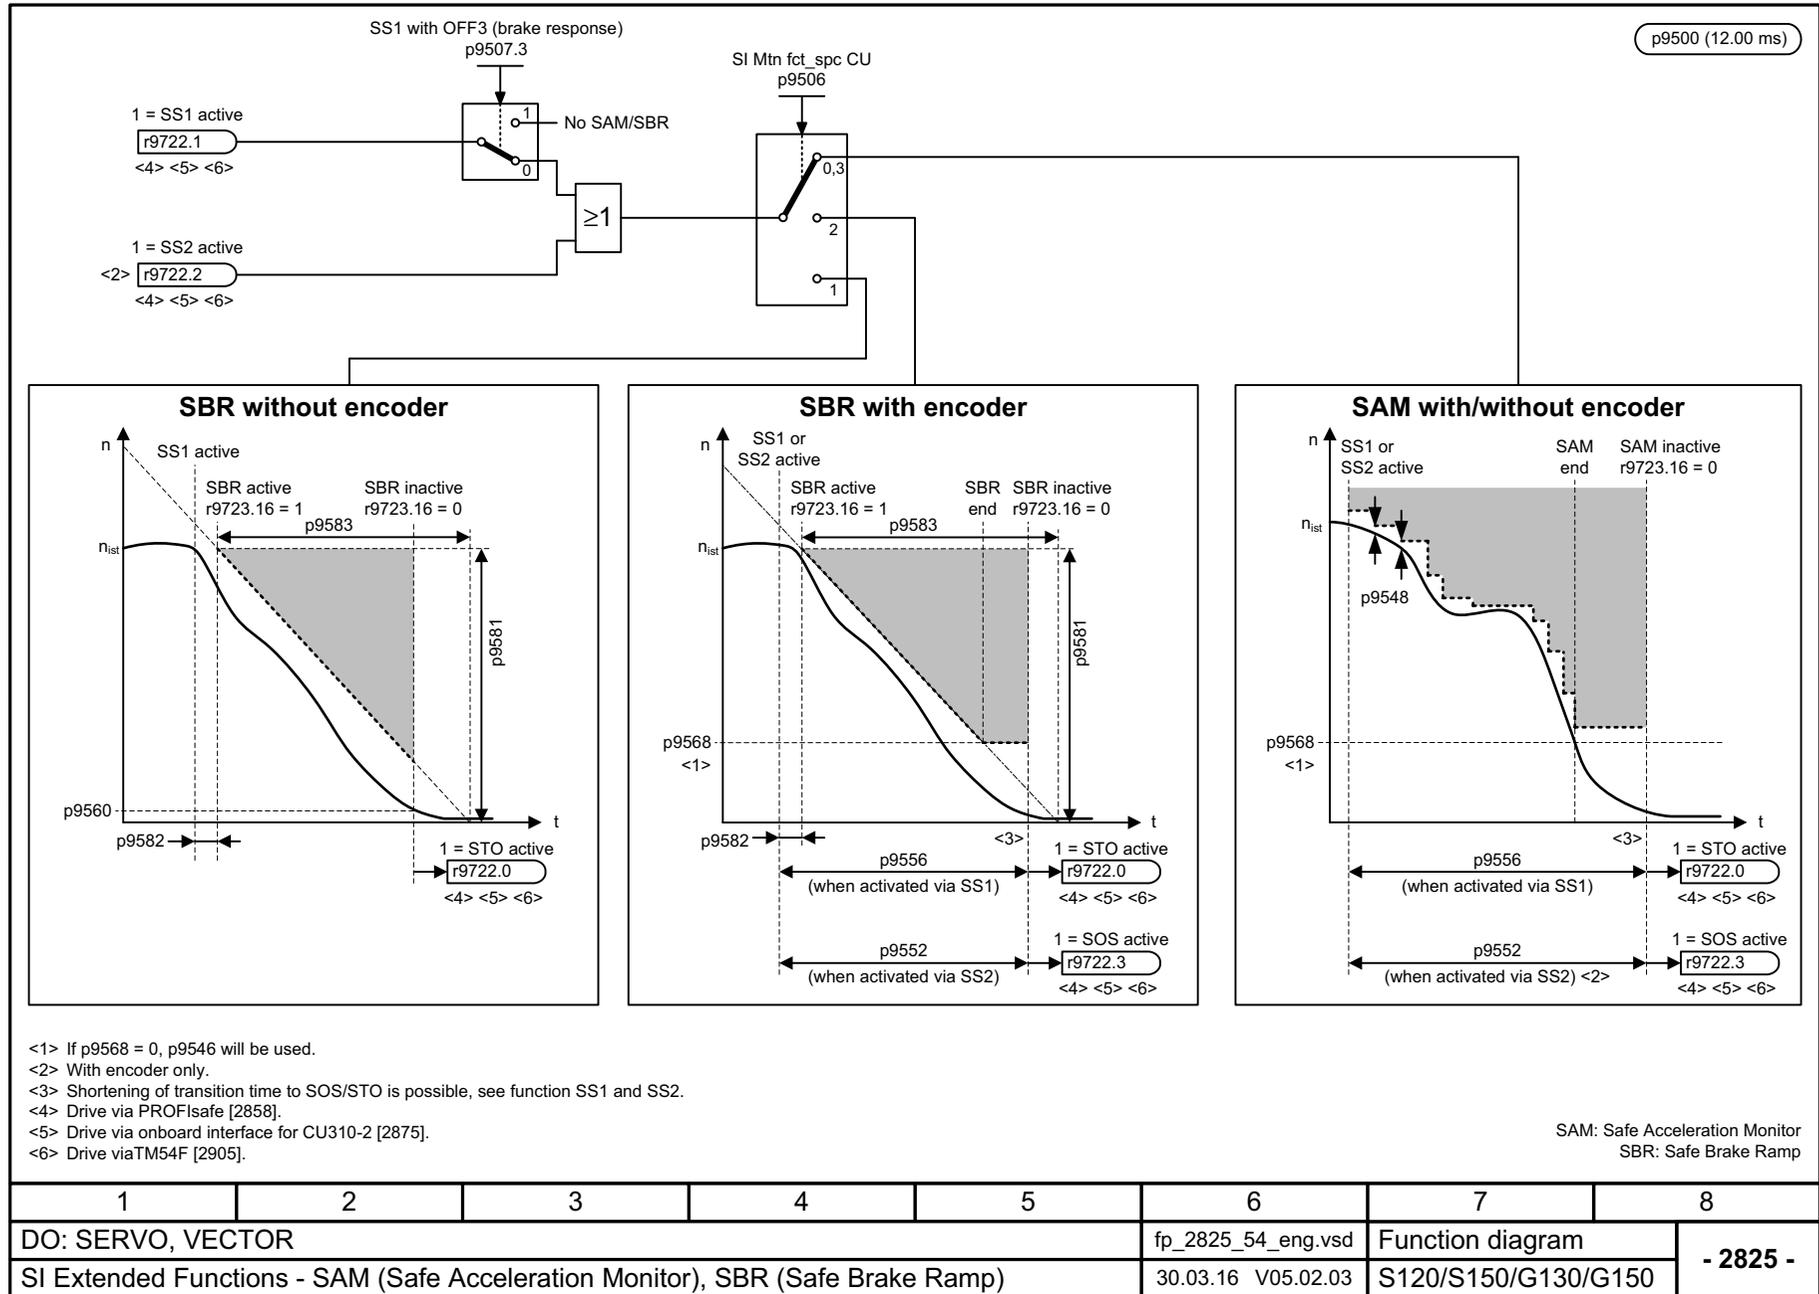 SS1 with OFF3 (brake response)
p9507.3
p9500 (12.00 ms)
SI Mtn fct_spc CU
p9506
1 = SS1 active
r9722.1
<4> <5> <6>
1
No SAM/SBR
0
0,3
≥1
2
1
1 = SS2 active
<2> r9722.2
<4> <5> <6>
SBR without encoder
n
SS1 active
SBR active
r9723.16 = 1
SBR inactive
r9723.16 = 0
p9583
nist
p9581
p9560
t
p9582
1 = STO active
r9722.0
<4> <5> <6>
SBR with encoder
n
SS1 or
SS2 active
SBR active
r9723.16 = 1
SBR
end
SBR inactive
r9723.16 = 0
p9583
nist
p9581
p9568
<1>
t
p9582
<3>
p9556
(when activated via SS1)
1 = STO active
r9722.0
<4> <5> <6>
p9552
(when activated via SS2)
1 = SOS active
r9722.3
<4> <5> <6>
SAM with/without encoder
n
SS1 or
SS2 active
SAM
end
SAM inactive
r9723.16 = 0
nist
p9548
p9568
<1>
t
<3>
p9556
(when activated via SS1)
1 = STO active
r9722.0
<4> <5> <6>
p9552
(when activated via SS2) <2>
1 = SOS active
r9722.3
<4> <5> <6>
<1> If p9568 = 0, p9546 will be used.
<2> With encoder only.
<3> Shortening of transition time to SOS/STO is possible, see function SS1 and SS2.
<4> Drive via PROFIsafe [2858].
<5> Drive via onboard interface for CU310-2 [2875].
<6> Drive viaTM54F [2905].
SAM: Safe Acceleration Monitor
SBR: Safe Brake Ramp
1 2 3 4 5 6 7 8
DO: SERVO, VECTOR
fp_2825_54_eng.vsd
Function diagram
- 2825 -
SI Extended Functions - SAM (Safe Acceleration Monitor), SBR (Safe Brake Ramp)
30.03.16 V05.02.03
S120/S150/G130/G150